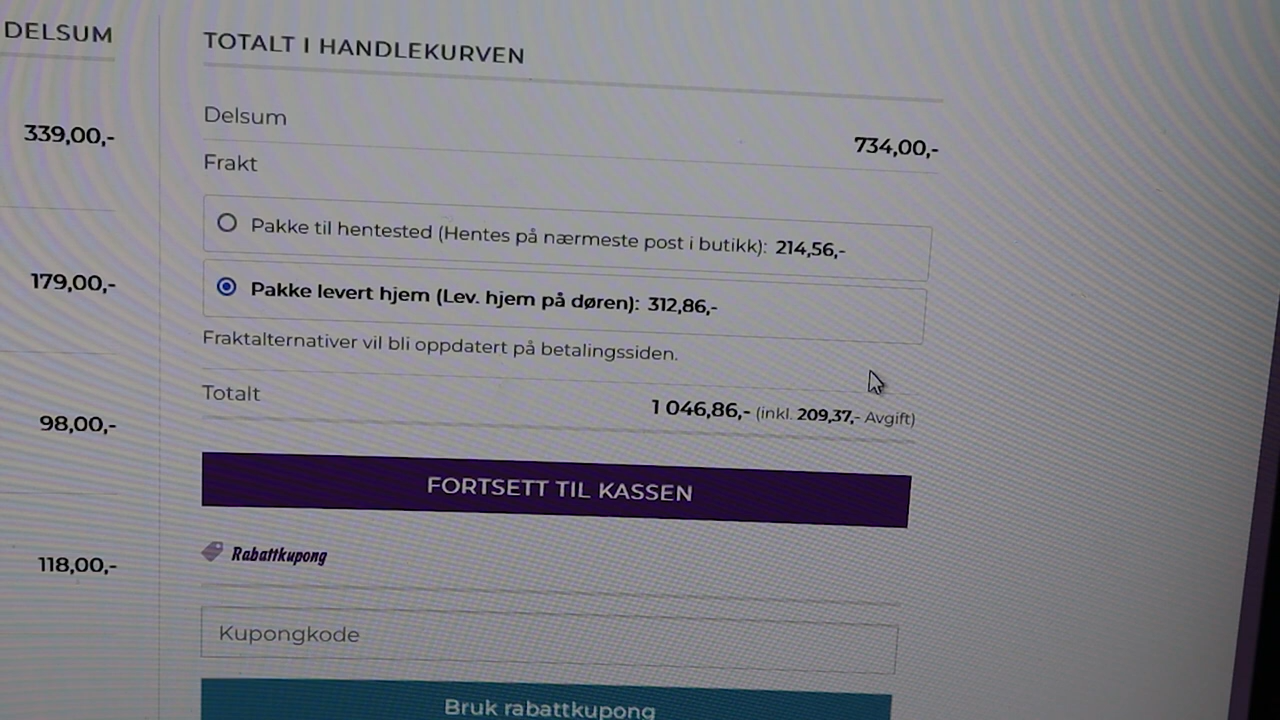 DELSUM
339,00,-
179,00,-
98,00,-
118,00,-
TOTALT I HANDLEKURVEN
Delsum 734,00,-
Frakt
Pakke til hentested (Hentes på nærmeste post i butikk): 214,56,-
Pakke levert hjem (Lev. hjem på døren): 312,86,-
Fraktalternativer vil bli oppdatert på betalingssiden.
Totalt 1 046,86,- (inkl. 209,37,- Avgift)
FORTSETT TIL KASSEN
Rabattkupong
Kupongkode
Bruk rabattkupong